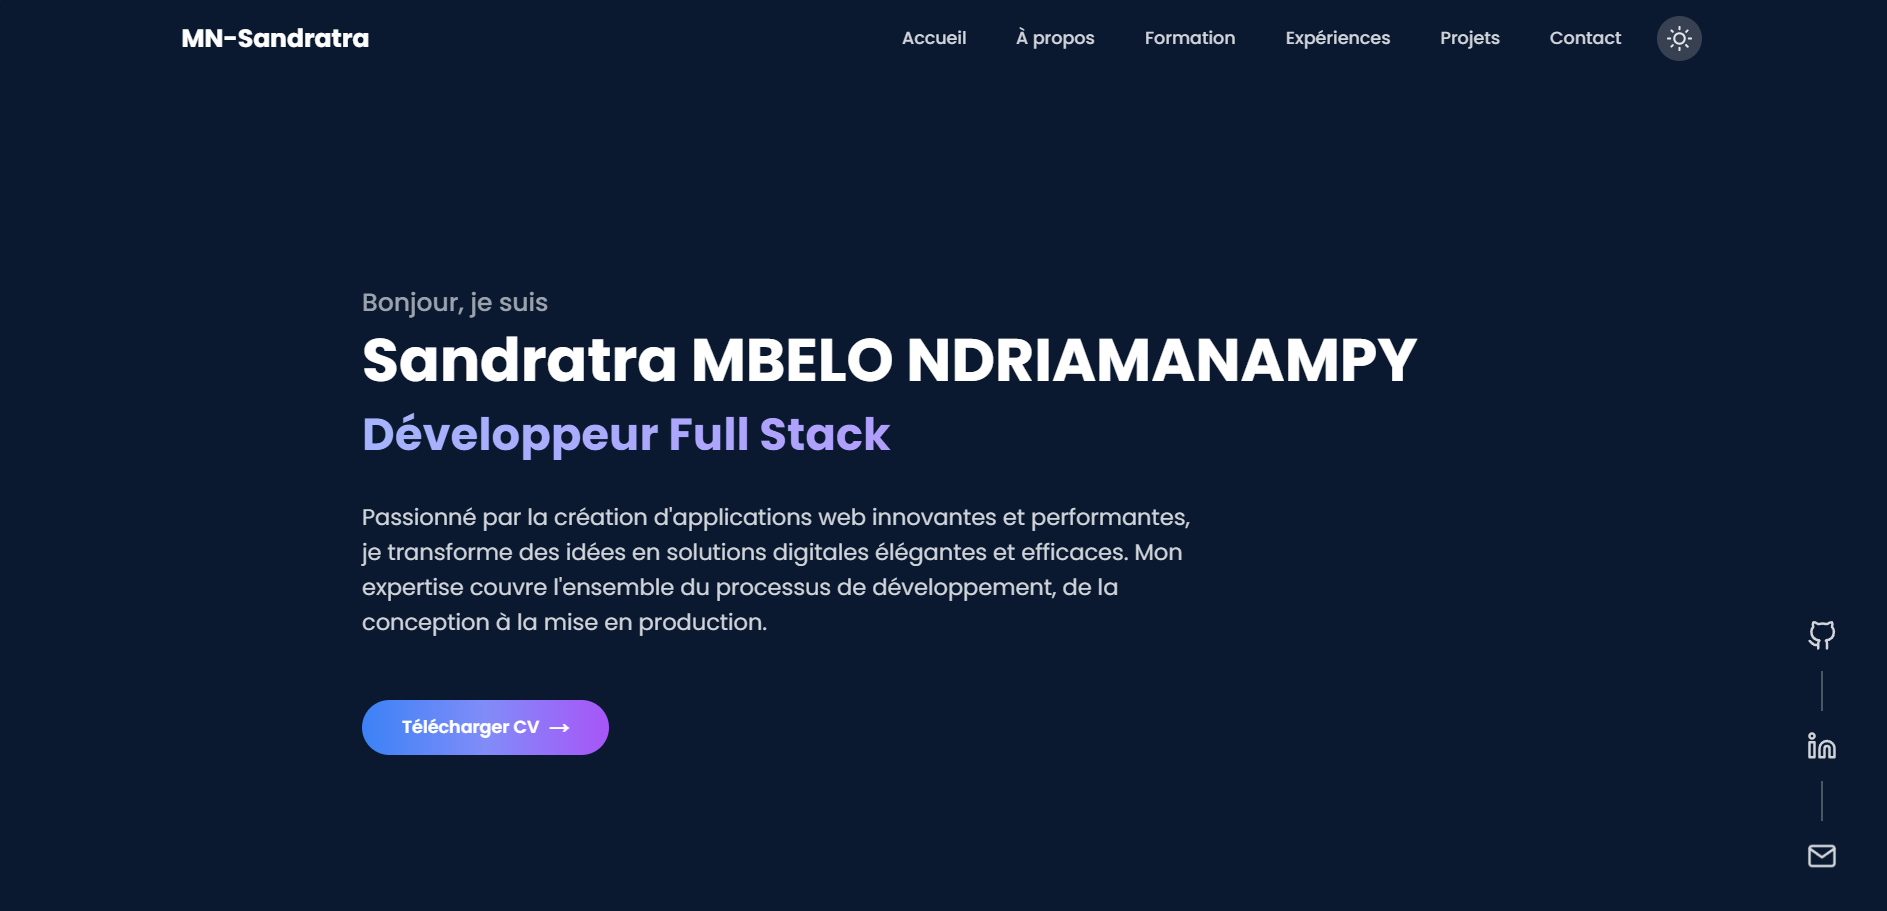 MN-Sandratra
Accueil À propos Formation Expériences Projets Contact
Bonjour, je suis
Sandratra MBELO NDRIAMANAMPY
Développeur Full Stack
Passionné par la création d'applications web innovantes et performantes,
je transforme des idées en solutions digitales élégantes et efficaces. Mon
expertise couvre l'ensemble du processus de développement, de la
conception à la mise en production.
Télécharger CV →